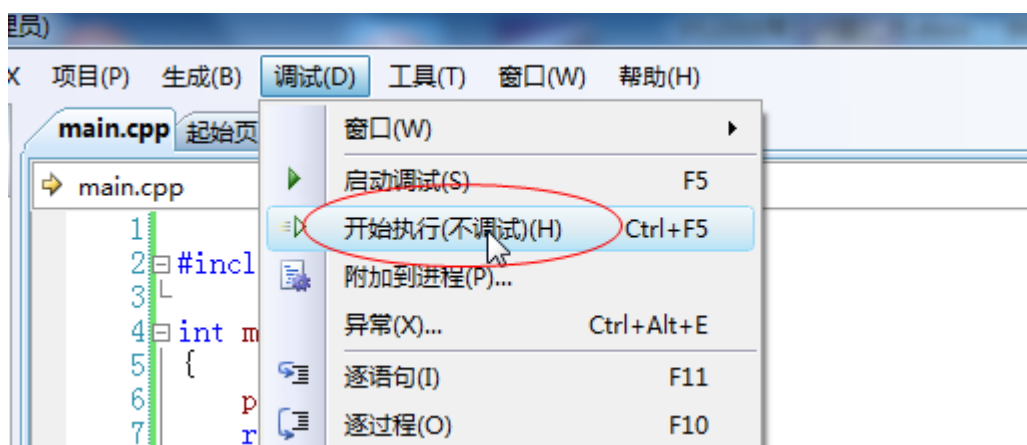 理员)
项目(P) 生成(B) 调试(D) 工具(T) 窗口(W) 帮助(H)
main.cpp 起始页
窗口(W)
main.cpp
启动调试(S) F5
1
开始执行(不调试)(H) Ctrl+F5
2 #incl
附加到进程(P)...
3
4 int m
异常(X)... Ctrl+Alt+E
5 {
逐语句(I) F11
6 p
7 r
逐过程(O) F10